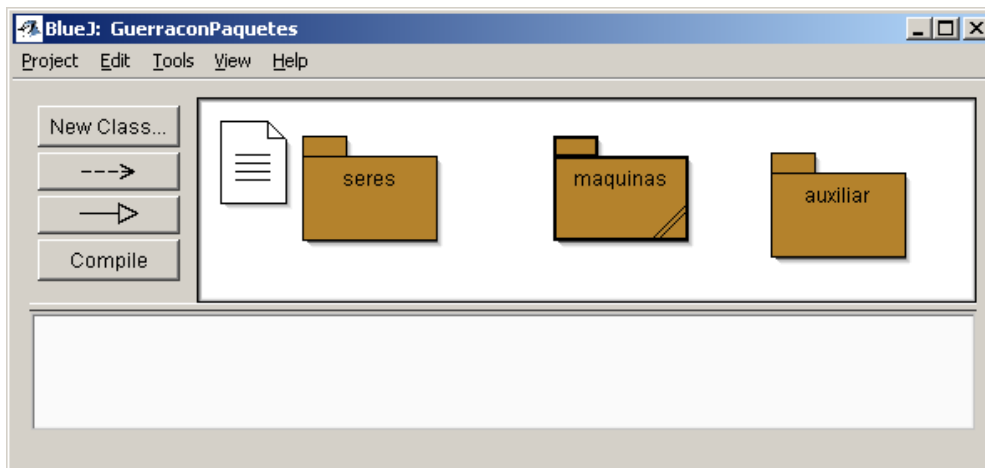 BlueJ: GuerraconPaquetes
Project Edit Tools View Help
New Class...
Compile
seres
maquinas
auxiliar